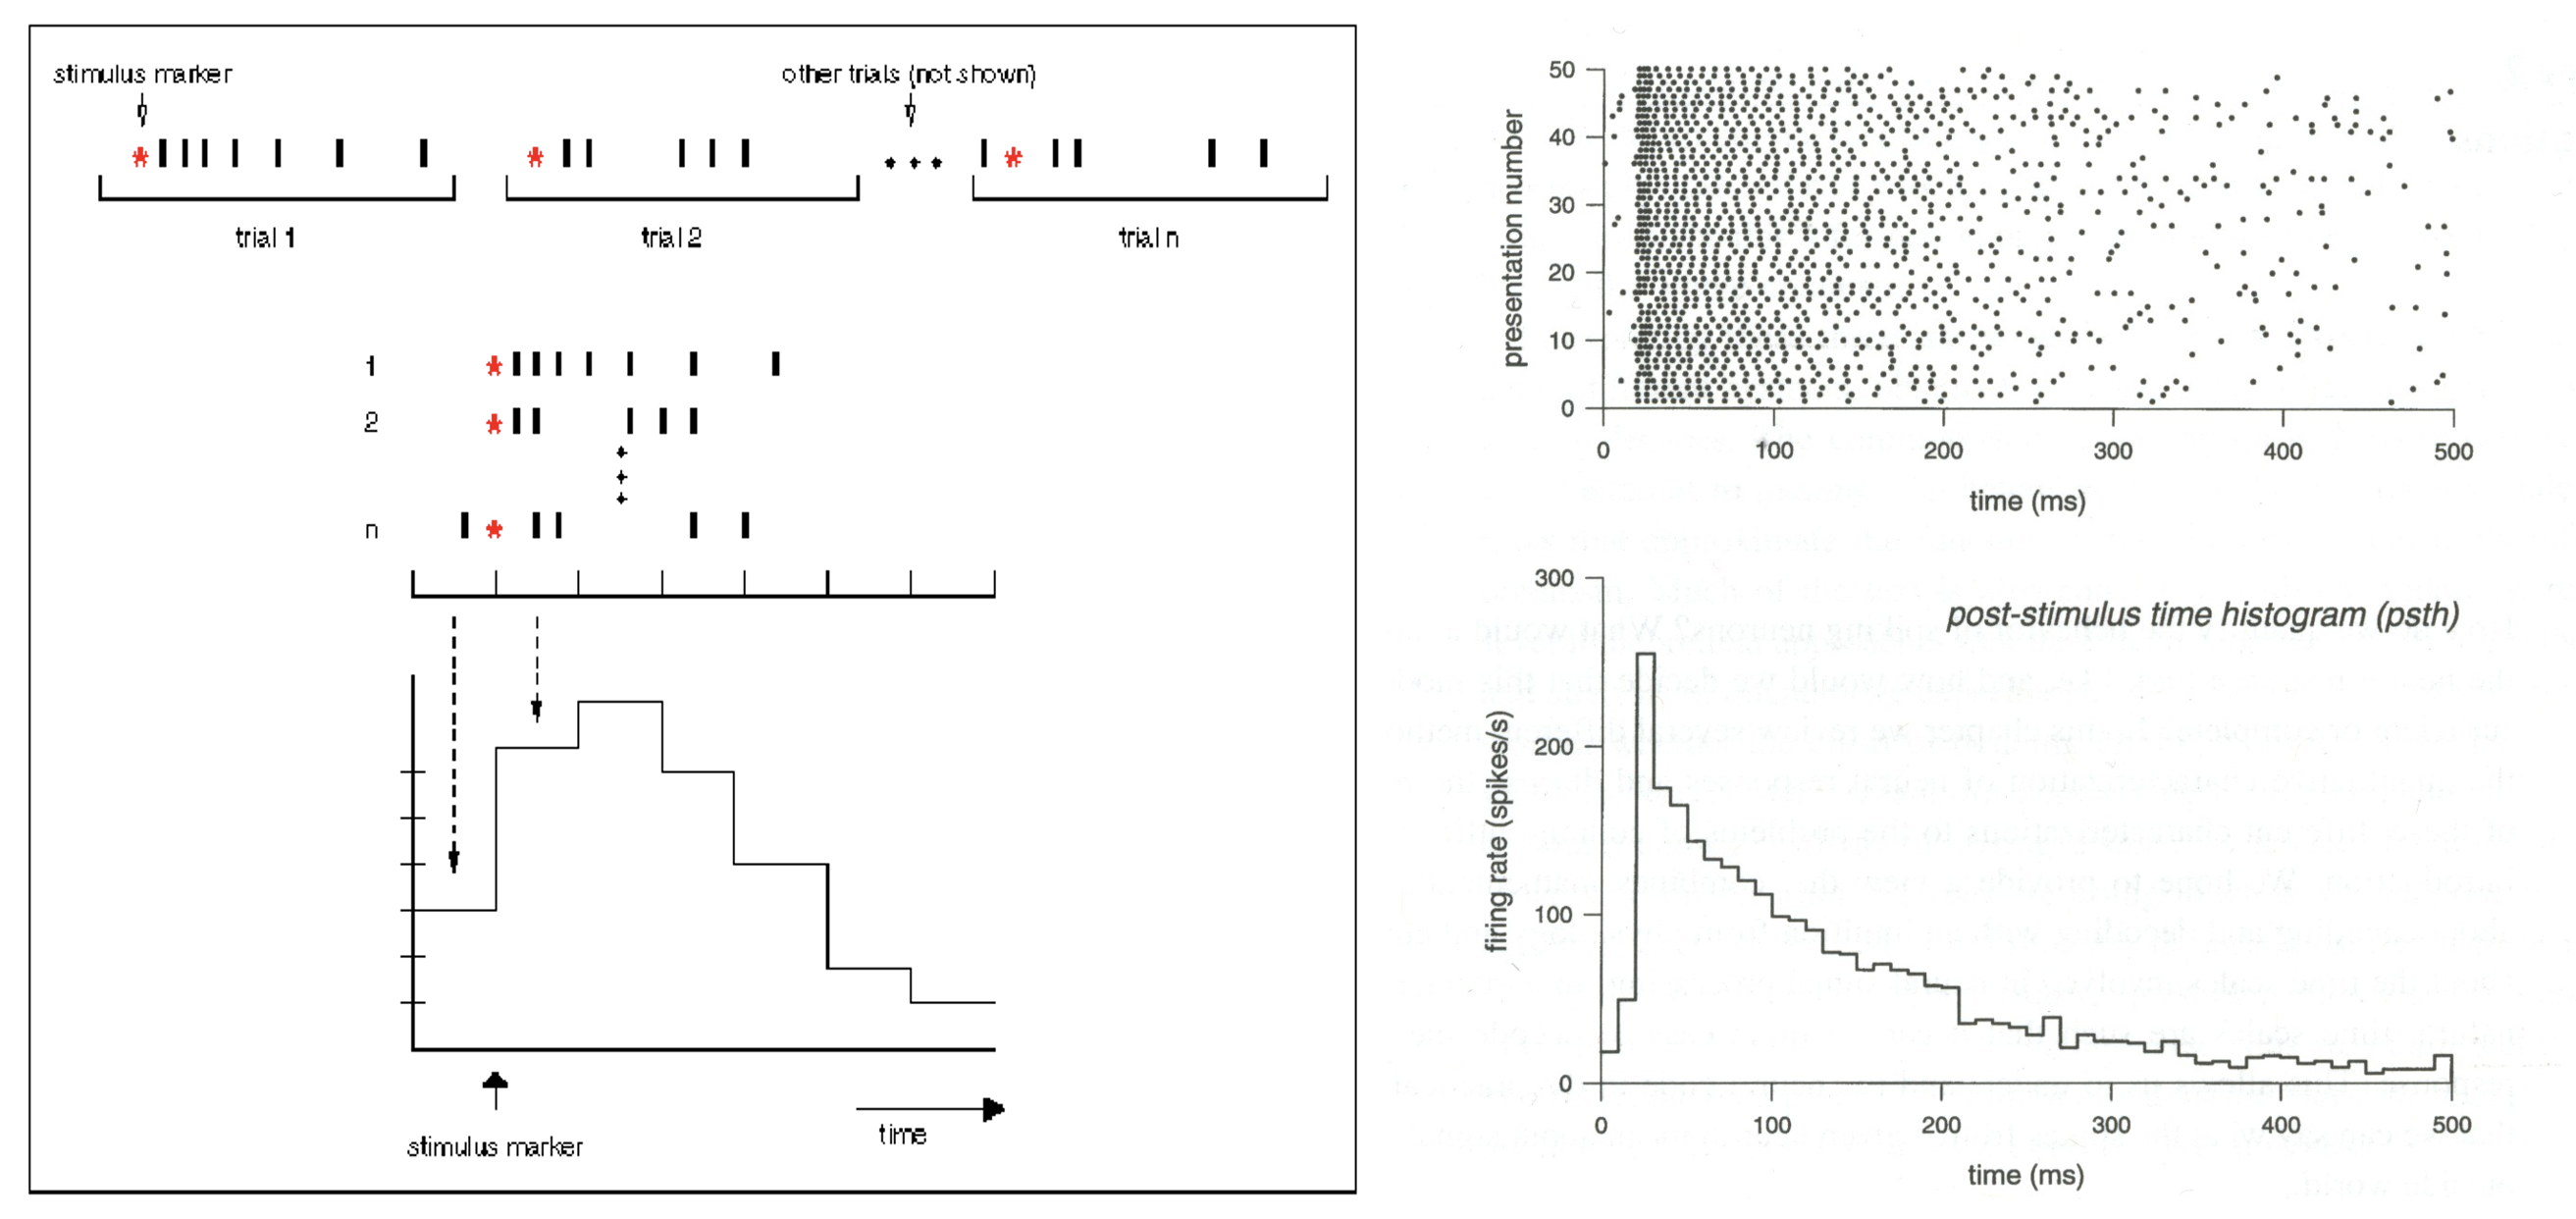 stimulus marker
other trials (not shown)
trial 1
trial 2
trial n
1
2
n
stimulus marker
time
50
40
30
20
10
0
presentation number
0 100 200 300 400 500
time (ms)
post-stimulus time histogram (psth)
300
200
100
0
firing rate (spikes/s)
0 100 200 300 400 500
time (ms)